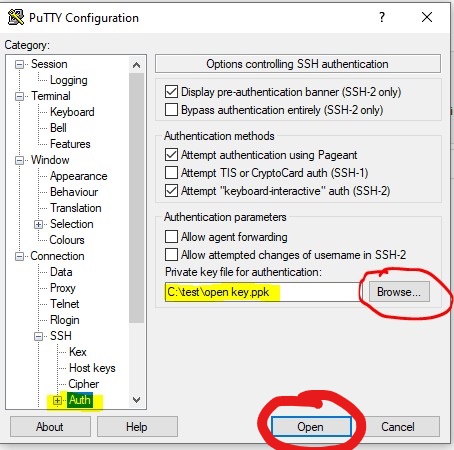 PuTTY Configuration
?
×
Category:
Session
Logging
Terminal
Keyboard
Bell
Features
Window
Appearance
Behaviour
Translation
Selection
Colours
Connection
Data
Proxy
Telnet
Rlogin
SSH
Kex
Host keys
Cipher
Auth
Options controlling SSH authentication
Display pre-authentication banner (SSH-2 only)
Bypass authentication entirely (SSH-2 only)
Authentication methods
Attempt authentication using Pageant
Attempt TIS or CryptoCard auth (SSH-1)
Attempt "keyboard-interactive" auth (SSH-2)
Authentication parameters
Allow agent forwarding
Allow attempted changes of username in SSH-2
Private key file for authentication:
C:\test\open key.ppk
Browse...
About
Help
Open
Cancel